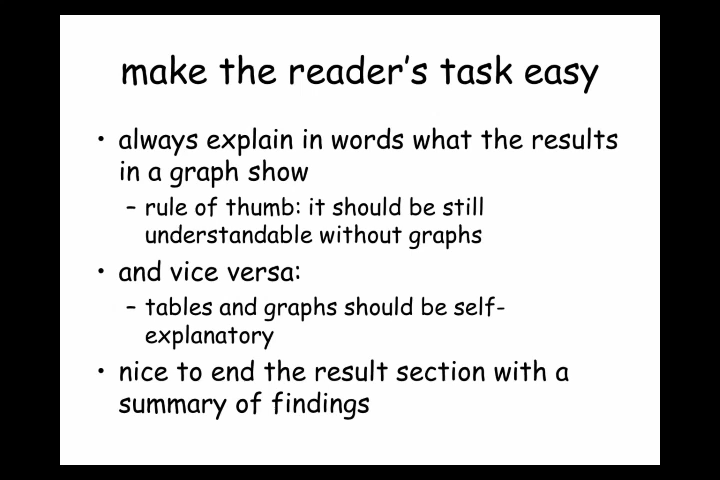 make the reader's task easy
• always explain in words what the results
in a graph show
– rule of thumb: it should be still
understandable without graphs
• and vice versa:
– tables and graphs should be self-
explanatory
• nice to end the result section with a
summary of findings